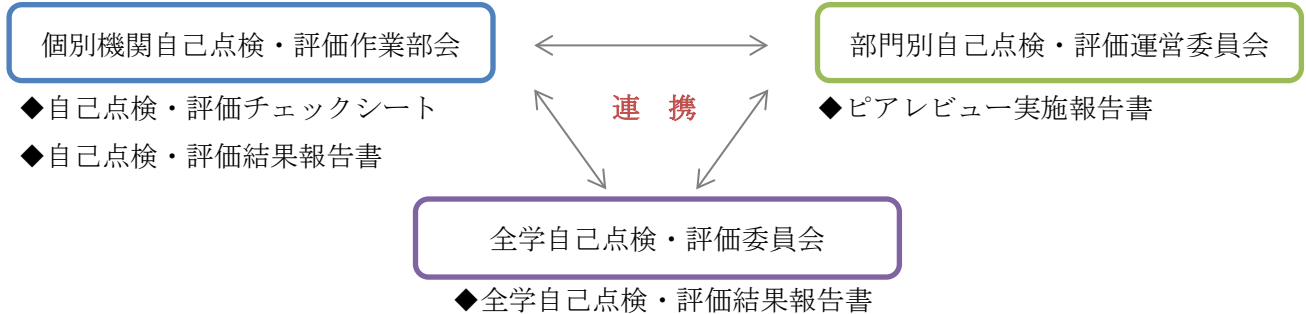 個別機関自己点検・評価作業部会
部門別自己点検・評価運営委員会
◆自己点検・評価チェックシート
連　携
◆ピアレビュー実施報告書
◆自己点検・評価結果報告書
全学自己点検・評価委員会
◆全学自己点検・評価結果報告書